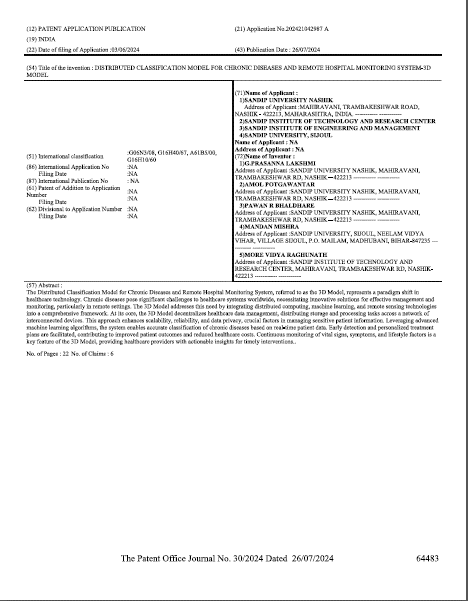 (12) PATENT APPLICATION PUBLICATION
(21) Application No.202421042987 A
(19) INDIA
(22) Date of filing of Application :03/06/2024
(43) Publication Date : 26/07/2024
(54) Title of the invention : DISTRIBUTED CLASSIFICATION MODEL FOR CHRONIC DISEASES AND REMOTE HOSPITAL MONITORING SYSTEM-3D
MODEL
(51) International classification :G06N3/08, G16H40/67, A61B5/00,
G16H10/60
(86) International Application No :NA
Filing Date :NA
(87) International Publication No : NA
(61) Patent of Addition to Application
Number :NA
Filing Date :NA
(62) Divisional to Application Number :NA
Filing Date :NA
(71)Name of Applicant :
1)SANDIP UNIVERSITY NASHIK
Address of Applicant :MAHIRAVANI, TRAMBAKESHWAR ROAD,
NASHIK - 422213, MAHARASHTRA, INDIA. ----------- -----------
2)SANDIP INSTITUTE OF TECHNOLOGY AND RESEARCH CENTER
3)SANDIP INSTITUTE OF ENGINEERING AND MANAGEMENT
4)SANDIP UNIVERSITY, SIJOUL
Name of Applicant : NA
Address of Applicant : NA
(72)Name of Inventor :
1)G.PRASANNA LAKSHMI
Address of Applicant :SANDIP UNIVERSITY NASHIK, MAHIRAVANI,
TRAMBAKESHWAR RD, NASHIK—422213 ----------- -----------
2)AMOL POTGAWANTAR
Address of Applicant :SANDIP UNIVERSITY NASHIK, MAHIRAVANI,
TRAMBAKESHWAR RD, NASHIK—422213 ----------- -----------
3)PAWAN R BHALDHARE
Address of Applicant :SANDIP UNIVERSITY NASHIK, MAHIRAVANI,
TRAMBAKESHWAR RD, NASHIK—422213 ----------- -----------
4)MANDAN MISHRA
Address of Applicant :SANDIP UNIVERSITY, SIJOUL, NEELAM VIDYA
VIHAR, VILLAGE SIJOUL, P.O. MAILAM, MADHUBANI, BIHAR-847235 ---
-------- -----------
5)MORE VIDYA RAGHUNATH
Address of Applicant :SANDIP INSTITUTE OF TECHNOLOGY AND
RESEARCH CENTER, MAHIRAVANI, TRAMBAKESHWAR RD, NASHIK-
422213 ----------- -----------
(57) Abstract :
The Distributed Classification Model for Chronic Diseases and Remote Hospital Monitoring System, referred to as the 3D Model, represents a paradigm shift in
healthcare technology. Chronic diseases pose significant challenges to healthcare systems worldwide, necessitating innovative solutions for effective management and
monitoring, particularly in remote settings. The 3D Model addresses this need by integrating distributed computing, machine learning, and remote sensing technologies
into a comprehensive framework. At its core, the 3D Model decentralizes healthcare data management, distributing storage and processing tasks across a network of
interconnected devices. This approach enhances scalability, reliability, and data privacy, crucial factors in managing sensitive patient information. Leveraging advanced
machine learning algorithms, the system enables accurate classification of chronic diseases based on real-time patient data. Early detection and personalized treatment
plans are facilitated, contributing to improved patient outcomes and reduced healthcare costs. Continuous monitoring of vital signs, symptoms, and lifestyle factors is a
key feature of the 3D Model, providing healthcare providers with actionable insights for timely interventions..
No. of Pages : 22 No. of Claims : 6
The Patent Office Journal No. 30/2024 Dated 26/07/2024
64483